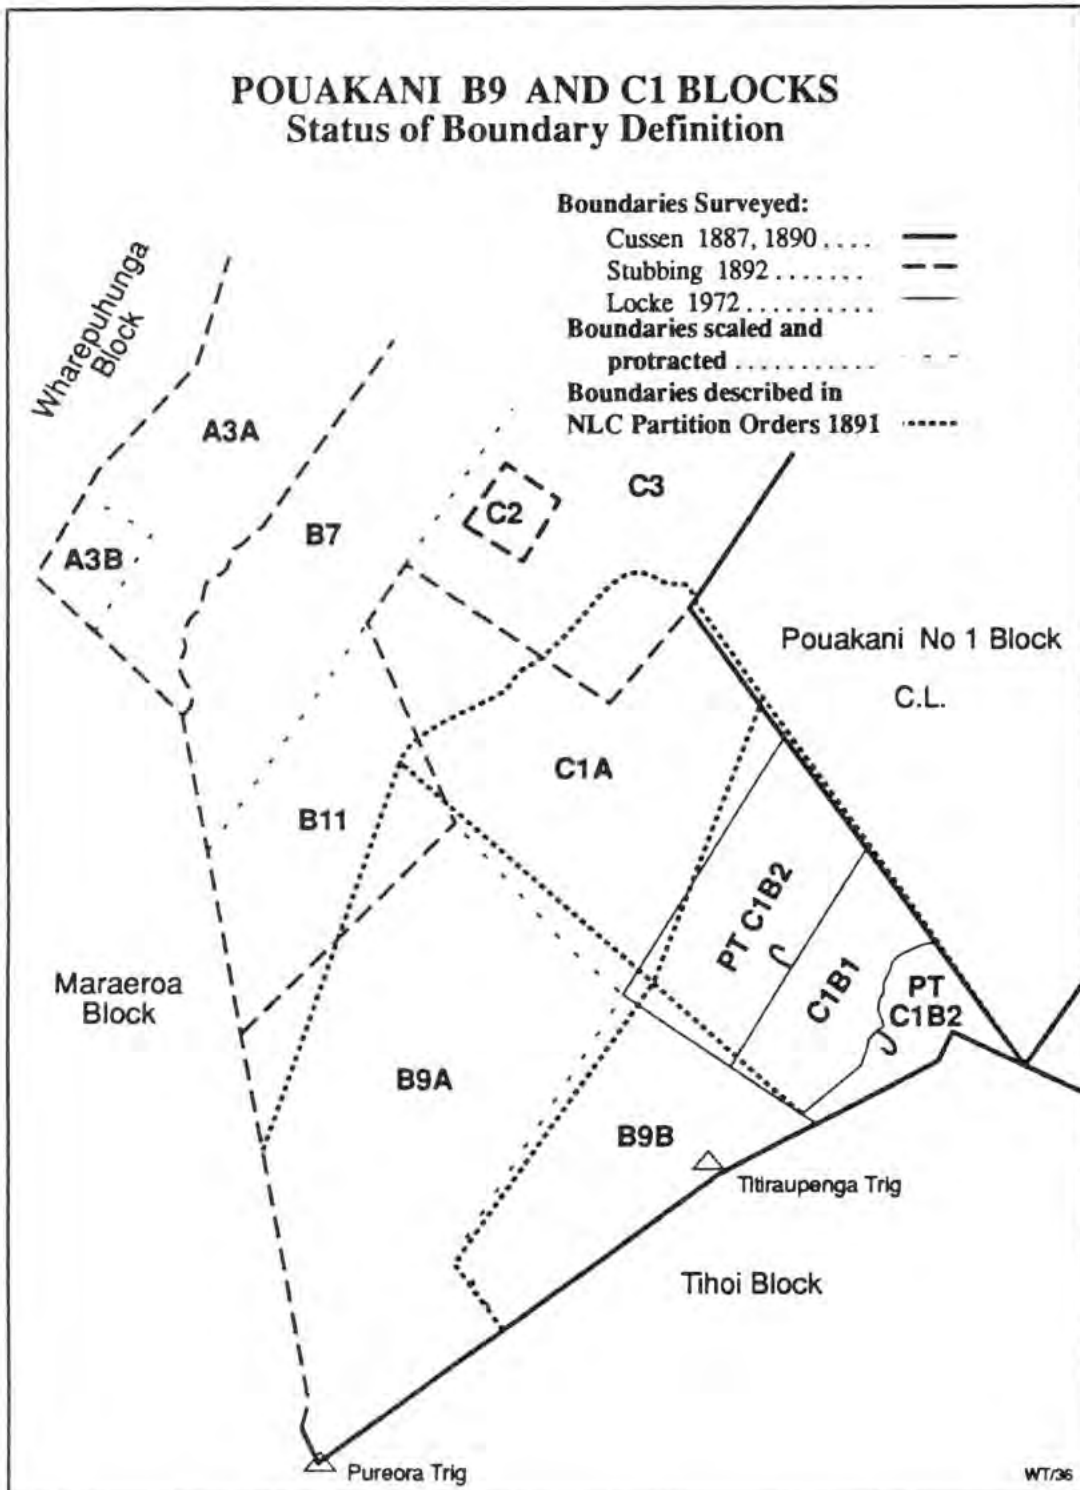 POUAKANI B9 AND C1 BLOCKS
Status of Boundary Definition
Boundaries Surveyed:
Cussen 1887, 1890 ....
Stubbing 1892 .......
Locke 1972 ..........
Boundaries scaled and
protracted ...........
Boundaries described in
NLC Partition Orders 1891
Wharepuhunga
Block
A3A
A3B
B7
C2
C3
Pouakani No 1 Block
C.L.
C1A
B11
PT C1B2
C1B1
PT
C1B2
Maraeroa
Block
B9A
B9B
Titiraupenga Trig
Tihoi Block
Pureora Trig
WT/36